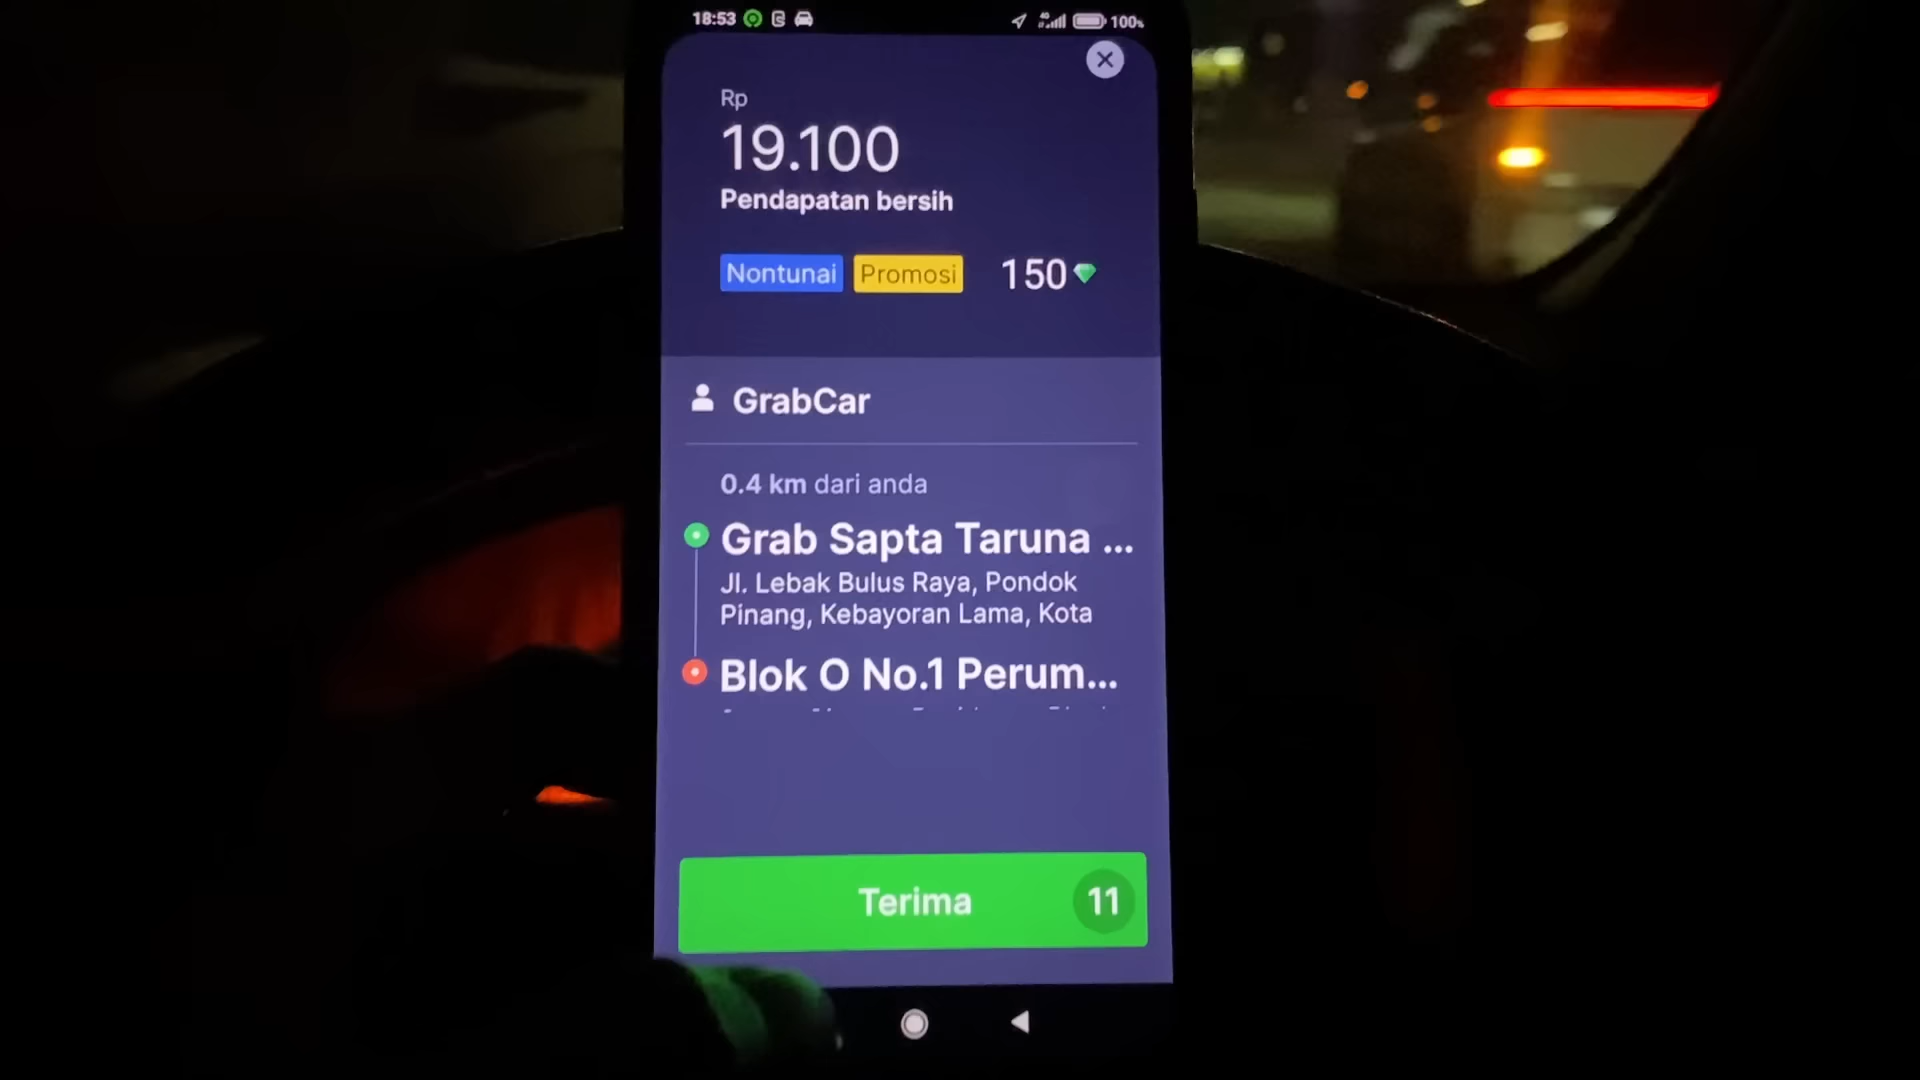 18:53
4G
100%
Rp
19.100
Pendapatan bersih
Nontunai Promosi 150
GrabCar
0.4 km dari anda
Grab Sapta Taruna ...
Jl. Lebak Bulus Raya, Pondok
Pinang, Kebayoran Lama, Kota
Blok O No.1 Perum...
Terima 11